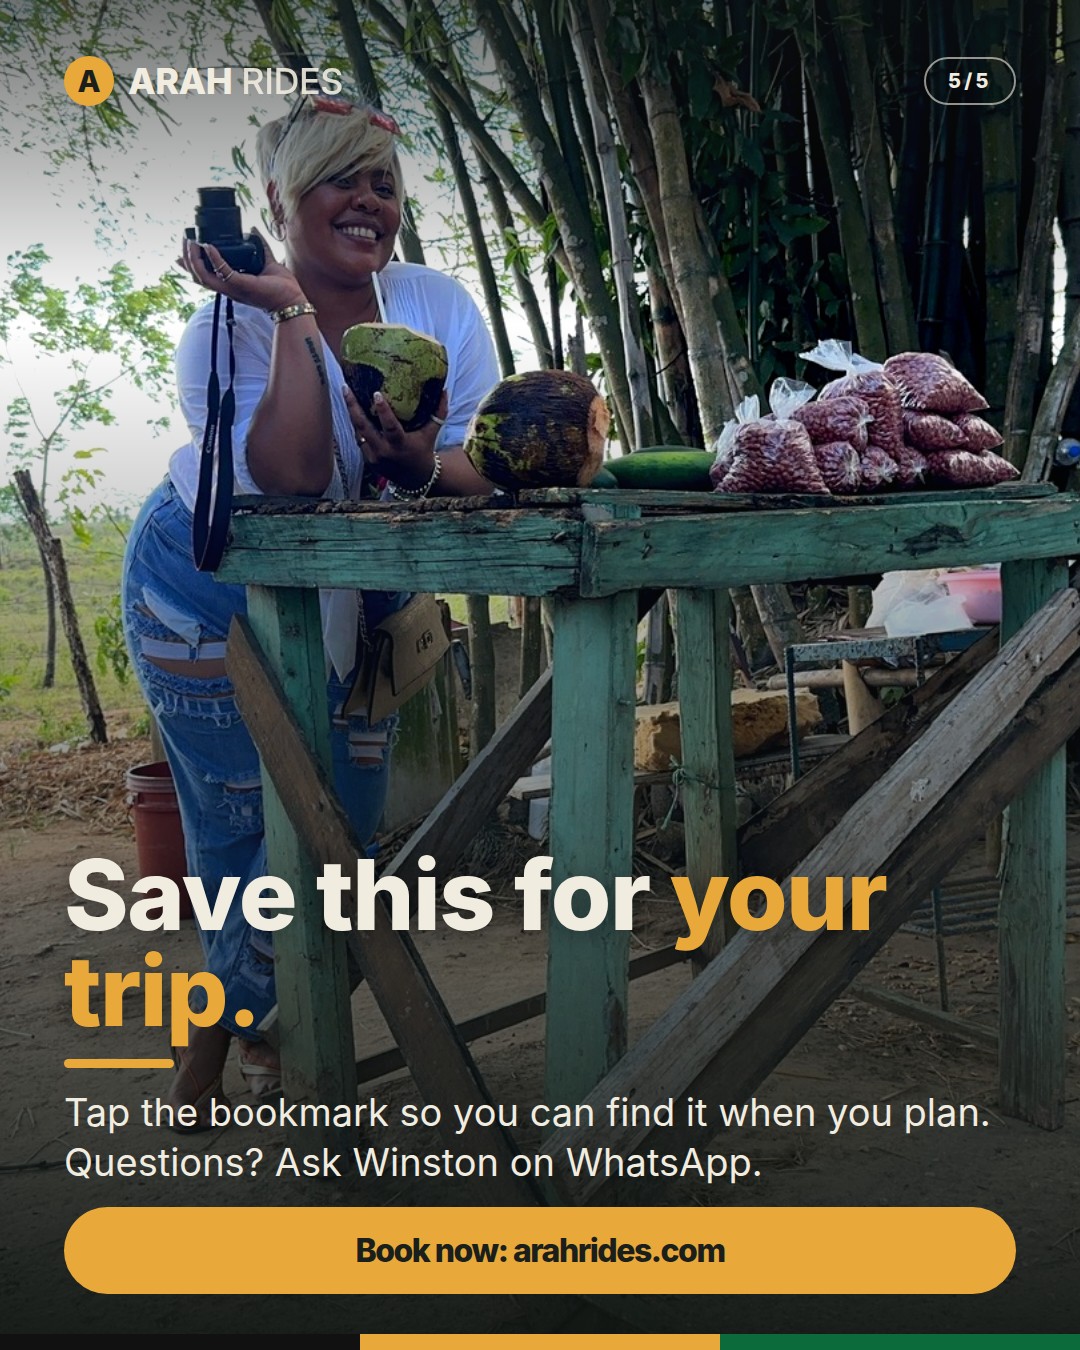 A ARAH RIDES
5/5
Save this for your
trip.
Tap the bookmark so you can find it when you plan.
Questions? Ask Winston on WhatsApp.
Book now: arahrides.com